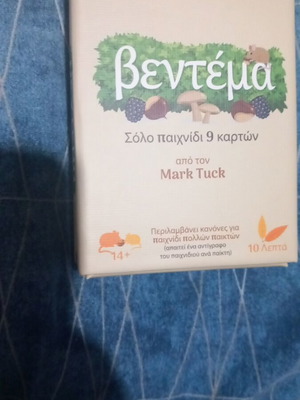 βεντέμα
Σόλο παιχνίδι 9 καρτών
από τον
Mark Tuck
Περιλαμβάνει κανόνες για
παιχνίδι πολλών παικτών
(απαιτεί ένα αντίγραφο
του παιχνιδιού ανά παίκτη)
14+
10 Λεπτά